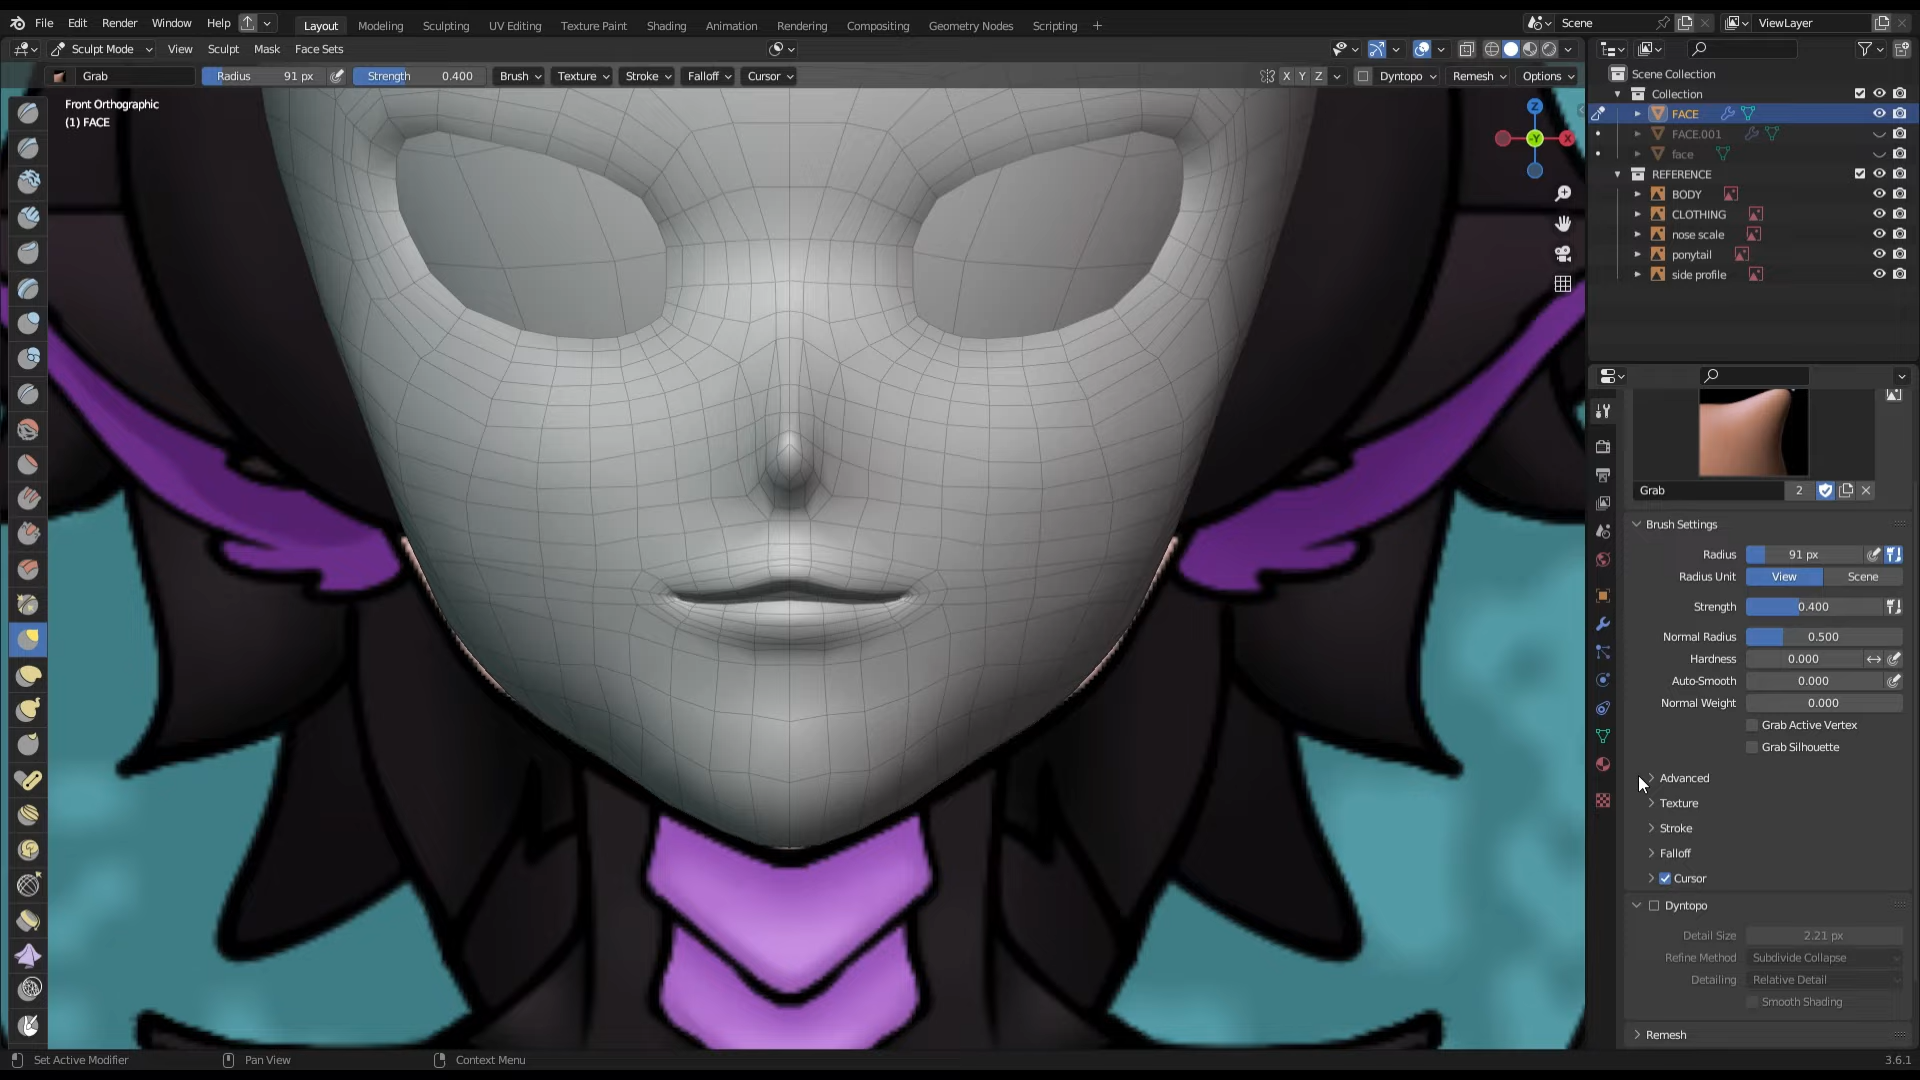 File Edit Render Window Help
Layout Modeling Sculpting UV Editing Texture Paint Shading Animation Rendering Compositing Geometry Nodes Scripting +
Scene
ViewLayer
Sculpt Mode View Sculpt Mask Face Sets
Grab
Radius 91 px
Strength 0.400
Brush Texture Stroke Falloff Cursor
X Y Z
Dyntopo Remesh Options
Front Orthographic
(1) FACE
Z
-Y
X
Scene Collection
Collection
FACE
FACE.001
face
REFERENCE
BODY
CLOTHING
nose scale
ponytail
side profile
Grab 2
Brush Settings
Radius 91 px
Radius Unit View Scene
Strength 0.400
Normal Radius 0.500
Hardness 0.000
Auto-Smooth 0.000
Normal Weight 0.000
Grab Active Vertex
Grab Silhouette
Advanced
Texture
Stroke
Falloff
Cursor
Dyntopo
Detail Size 2.21 px
Refine Method Subdivide Collapse
Detailing Relative Detail
Smooth Shading
Remesh
Set Active Modifier Pan View Context Menu
3.6.1